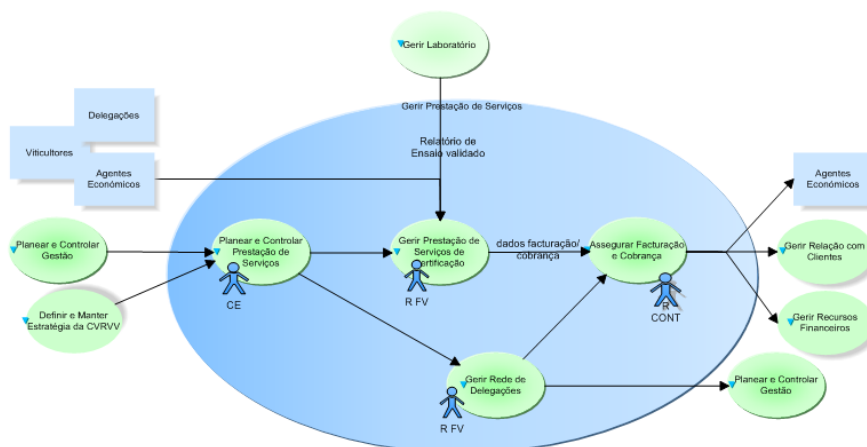 Gerir Laboratório
Gerir Prestação de Serviços
Delegações
Viticultores
Agentes
Económicos
Relatório de
Ensaio validado
Agentes
Económicos
Planear e Controlar
Gestão
Planear e Controlar
Prestação de
Serviços
CE
Gerir Prestação de
Serviços de
Certificação
R FV
dados facturação/
cobrança
Assegurar Facturação
e Cobrança
R
CONT
Gerir Relação com
Clientes
Definir e Manter
Estratégia da CVRVV
Gerir Recursos
Financeiros
Gerir Rede de
Delegações
R FV
Planear e Controlar
Gestão